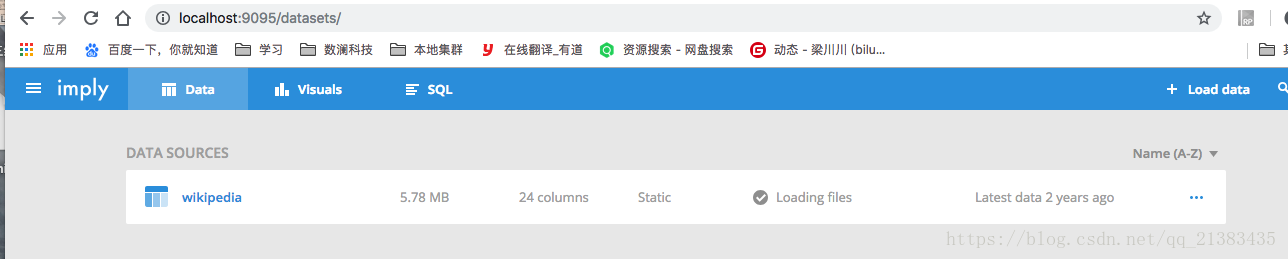 localhost:9095/datasets/
RP
应用 百度一下，你就知道 学习 数澜科技 本地集群 在线翻译_有道 资源搜索 - 网盘搜索 动态 - 梁川川 (bilu...
imply Data Visuals SQL + Load data
DATA SOURCES Name (A-Z)
wikipedia 5.78 MB 24 columns Static Loading files Latest data 2 years ago ...
https://blog.csdn.net/qq_21383435